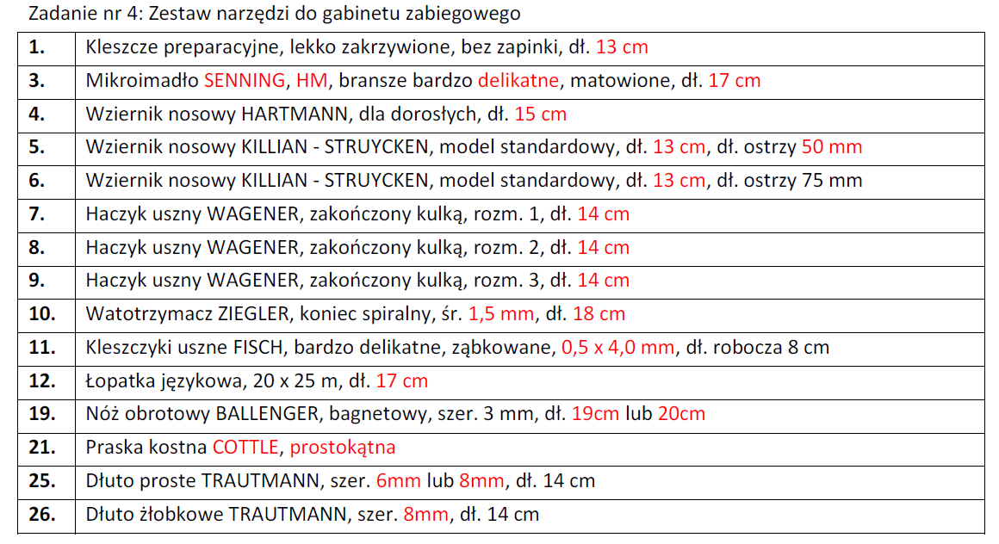 Zadanie nr 4: Zestaw narzędzi do gabinetu zabiegowego
1. Kleszcze preparacyjne, lekko zakrzywione, bez zapinki, dł. 13 cm
3. Mikroimadło SENNING, HM, bransze bardzo delikatne, matowione, dł. 17 cm
4. Wziernik nosowy HARTMANN, dla dorosłych, dł. 15 cm
5. Wziernik nosowy KILLIAN - STRUYCKEN, model standardowy, dł. 13 cm, dł. ostrzy 50 mm
6. Wziernik nosowy KILLIAN - STRUYCKEN, model standardowy, dł. 13 cm, dł. ostrzy 75 mm
7. Haczyk uszny WAGENER, zakończony kulką, rozm. 1, dł. 14 cm
8. Haczyk uszny WAGENER, zakończony kulką, rozm. 2, dł. 14 cm
9. Haczyk uszny WAGENER, zakończony kulką, rozm. 3, dł. 14 cm
10. Watotrzymacz ZIEGLER, koniec spiralny, śr. 1,5 mm, dł. 18 cm
11. Kleszczyki uszne FISCH, bardzo delikatne, ząbkowane, 0,5 x 4,0 mm, dł. robocza 8 cm
12. Łopatka językowa, 20 x 25 m, dł. 17 cm
19. Nóż obrotowy BALLENGER, bagnetowy, szer. 3 mm, dł. 19cm lub 20cm
21. Praska kostna COTTLE, prostokątna
25. Dłuto proste TRAUTMANN, szer. 6mm lub 8mm, dł. 14 cm
26. Dłuto żłobkowe TRAUTMANN, szer. 8mm, dł. 14 cm